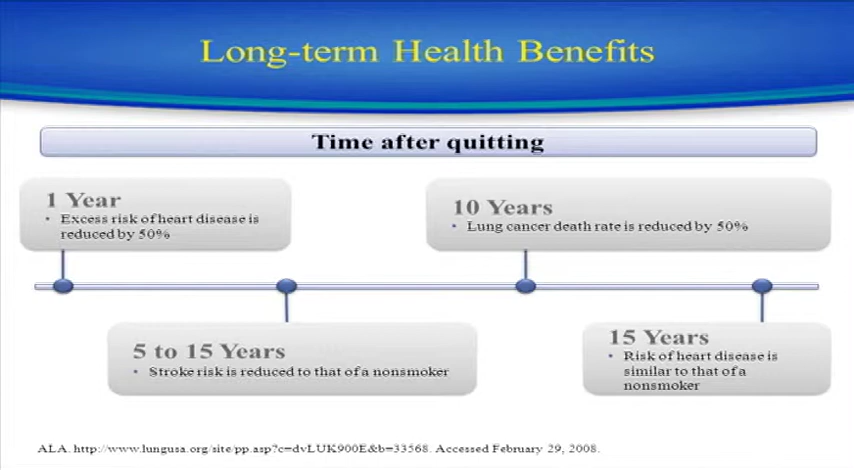 Long-term Health Benefits
Time after quitting
1 Year
• Excess risk of heart disease is
reduced by 50%
10 Years
• Lung cancer death rate is reduced by 50%
5 to 15 Years
• Stroke risk is reduced to that of a nonsmoker
15 Years
• Risk of heart disease is
similar to that of a
nonsmoker
ALA. http://www.lungusa.org/site/pp.asp?c=dvLUK900E&b=33568. Accessed February 29, 2008.